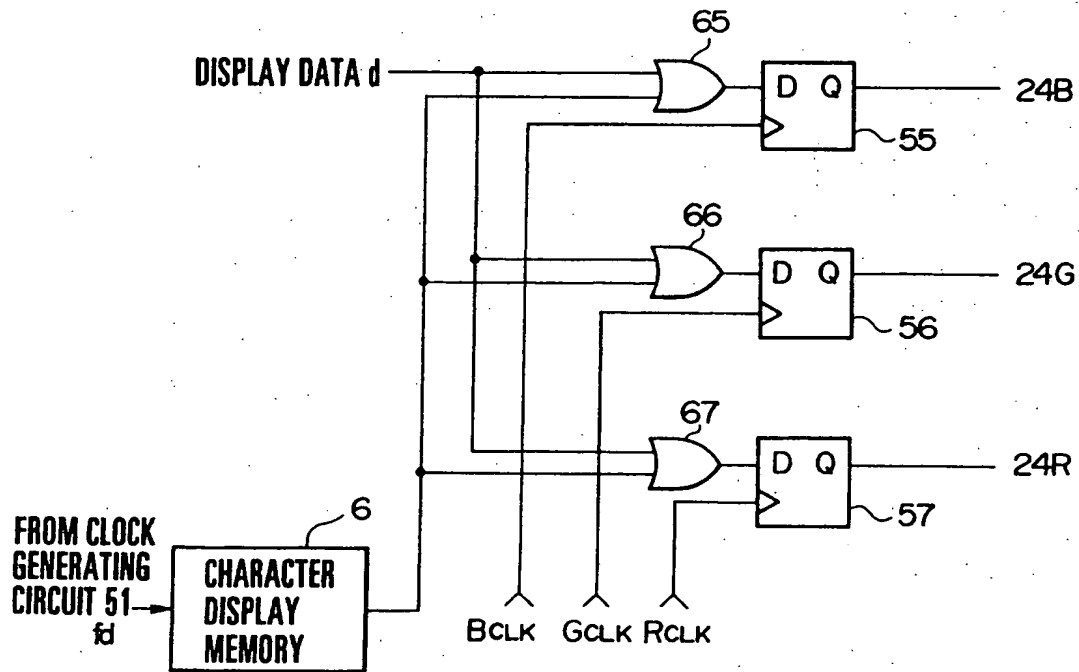 65
DISPLAY DATA d
D Q
24B
55
66
D Q
24G
56
67
D Q
24R
57
6
FROM CLOCK
GENERATING
CIRCUIT 51
fd
CHARACTER
DISPLAY
MEMORY
BCLK GCLK RCLK